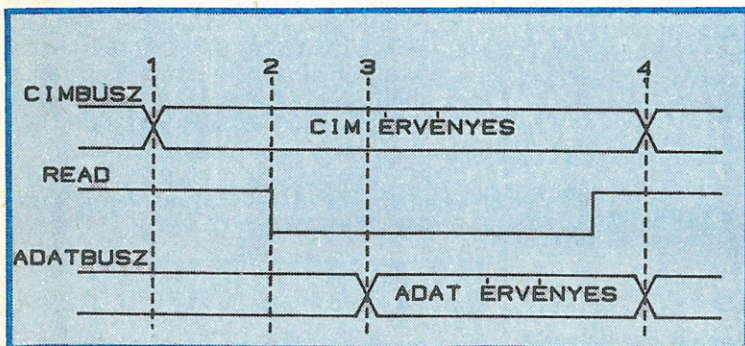 1 2 3 4
CIMBUSZ
CIM ÉRVÉNYES
READ
ADATBUSZ
ADAT ÉRVÉNYES